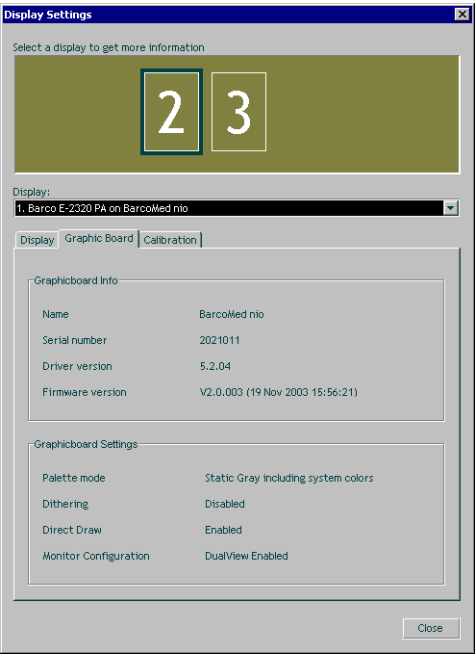 Display Settings
Select a display to get more information
2 3
Display:
1. Barco E-2320 PA on BarcoMed nio
Display Graphic Board Calibration
Graphicboard Info
Name BarcoMed nio
Serial number 2021011
Driver version 5.2.04
Firmware version V2.0.003 (19 Nov 2003 15:56:21)
Graphicboard Settings
Palette mode Static Gray including system colors
Dithering Disabled
Direct Draw Enabled
Monitor Configuration DualView Enabled
Close